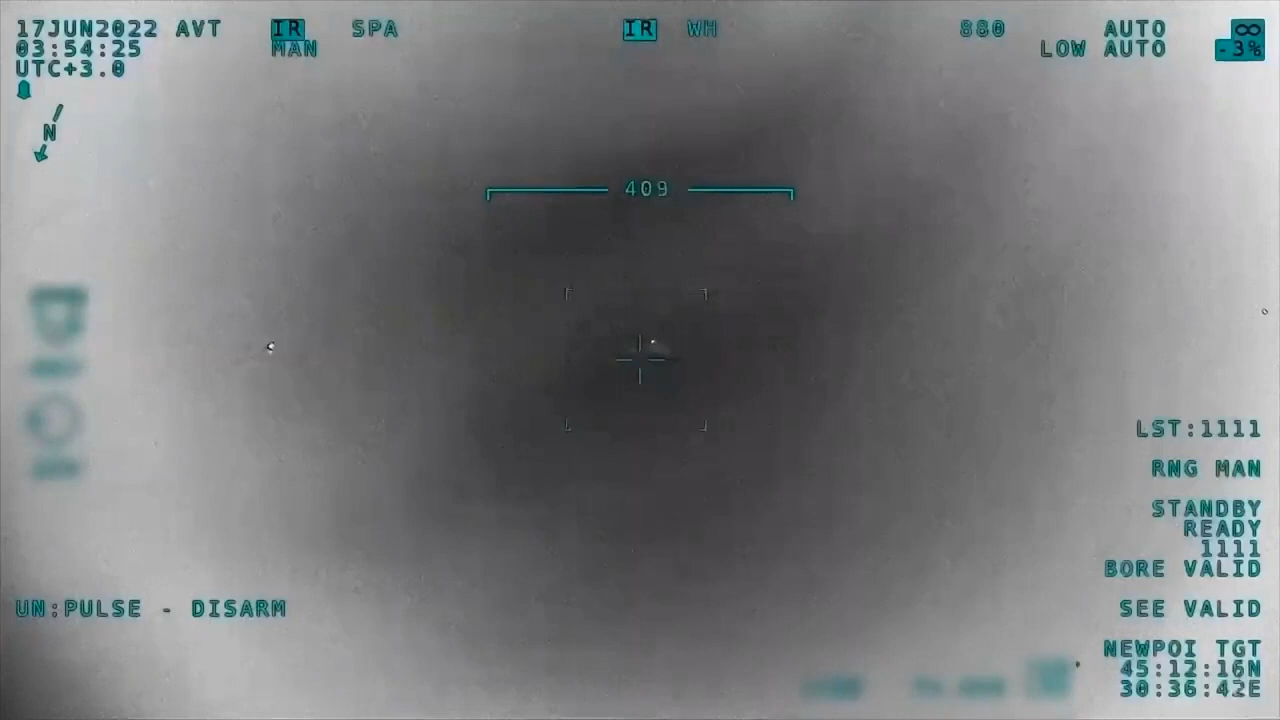 17JUN2022 AVT IR SPA IR WH 880 AUTO ∞
03:54:25 MAN LOW AUTO -3%
UTC+3.0
N
409
LST:1111
RNG MAN
STANDBY
READY
1111
BORE VALID
UN:PULSE - DISARM SEE VALID
NEWPOI TGT
45:12:16N
30:36:42E